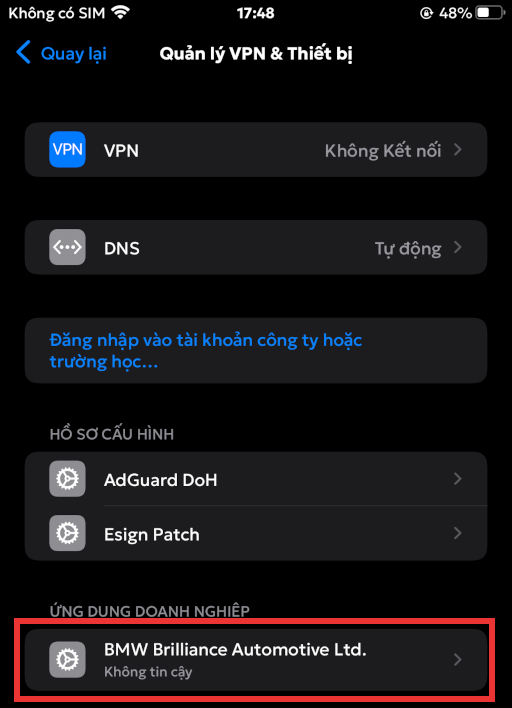 Không có SIM
17:48
48%
Quay lại
Quản lý VPN & Thiết bị
VPN
VPN
Không Kết nối
DNS
Tự động
Đăng nhập vào tài khoản công ty hoặc
trường học...
HỒ SƠ CẤU HÌNH
AdGuard DoH
Esign Patch
ỨNG DỤNG DOANH NGHIỆP
BMW Brilliance Automotive Ltd.
Không tin cậy